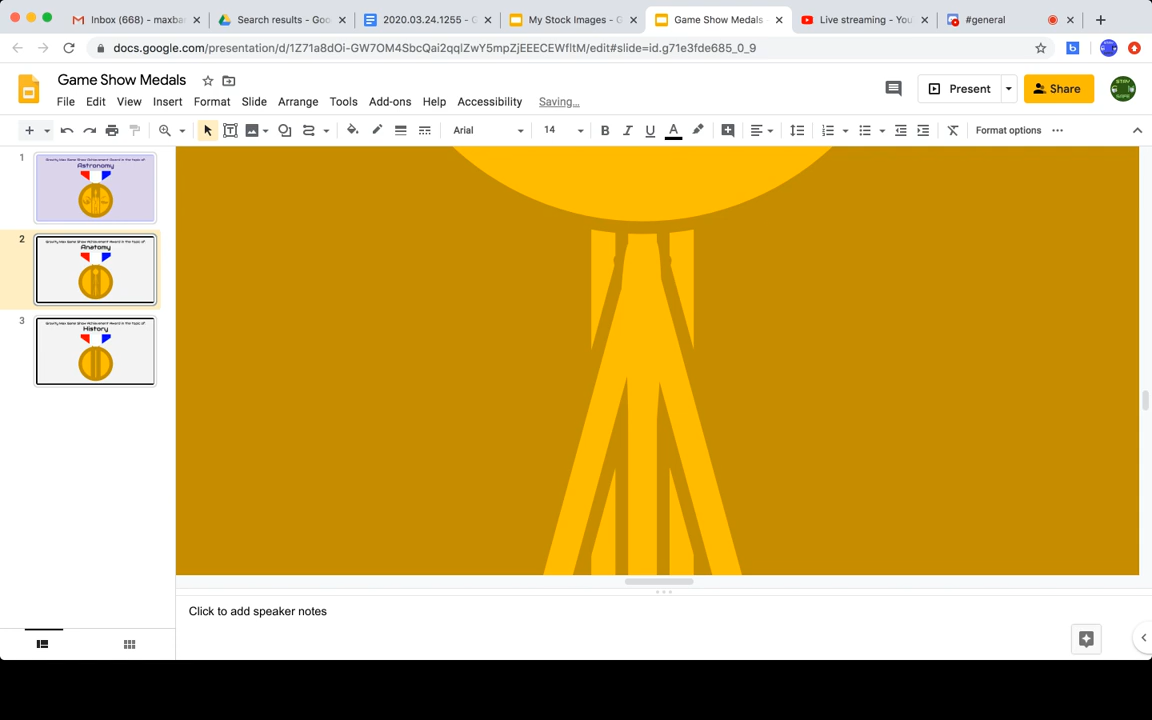 Inbox (668) - maxba
Search results - Goo
2020.03.24.1255 - G
My Stock Images - G
Game Show Medals
Live streaming - You
#general
docs.google.com/presentation/d/1Z71a8dOi-GW7OM4SbcQai2qqlZwY5mpZjEEECEWfltM/edit#slide=id.g71e3fde685_0_9
Game Show Medals
File Edit View Insert Format Slide Arrange Tools Add-ons Help Accessibility Saving...
Present
Share
Arial
14
B I U A
Format options
1
Astronomy
2
Anatomy
3
History
Click to add speaker notes